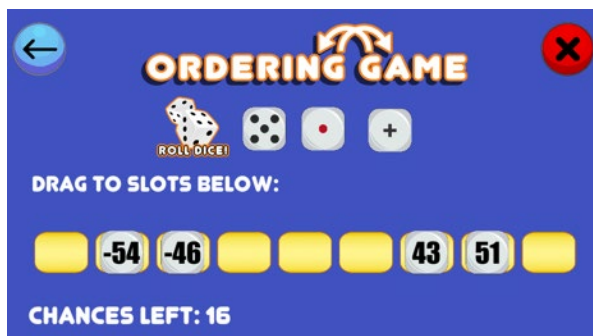 ORDERING GAME
+
ROLL DICE!
DRAG TO SLOTS BELOW:
-54 -46 43 51
CHANCES LEFT: 16